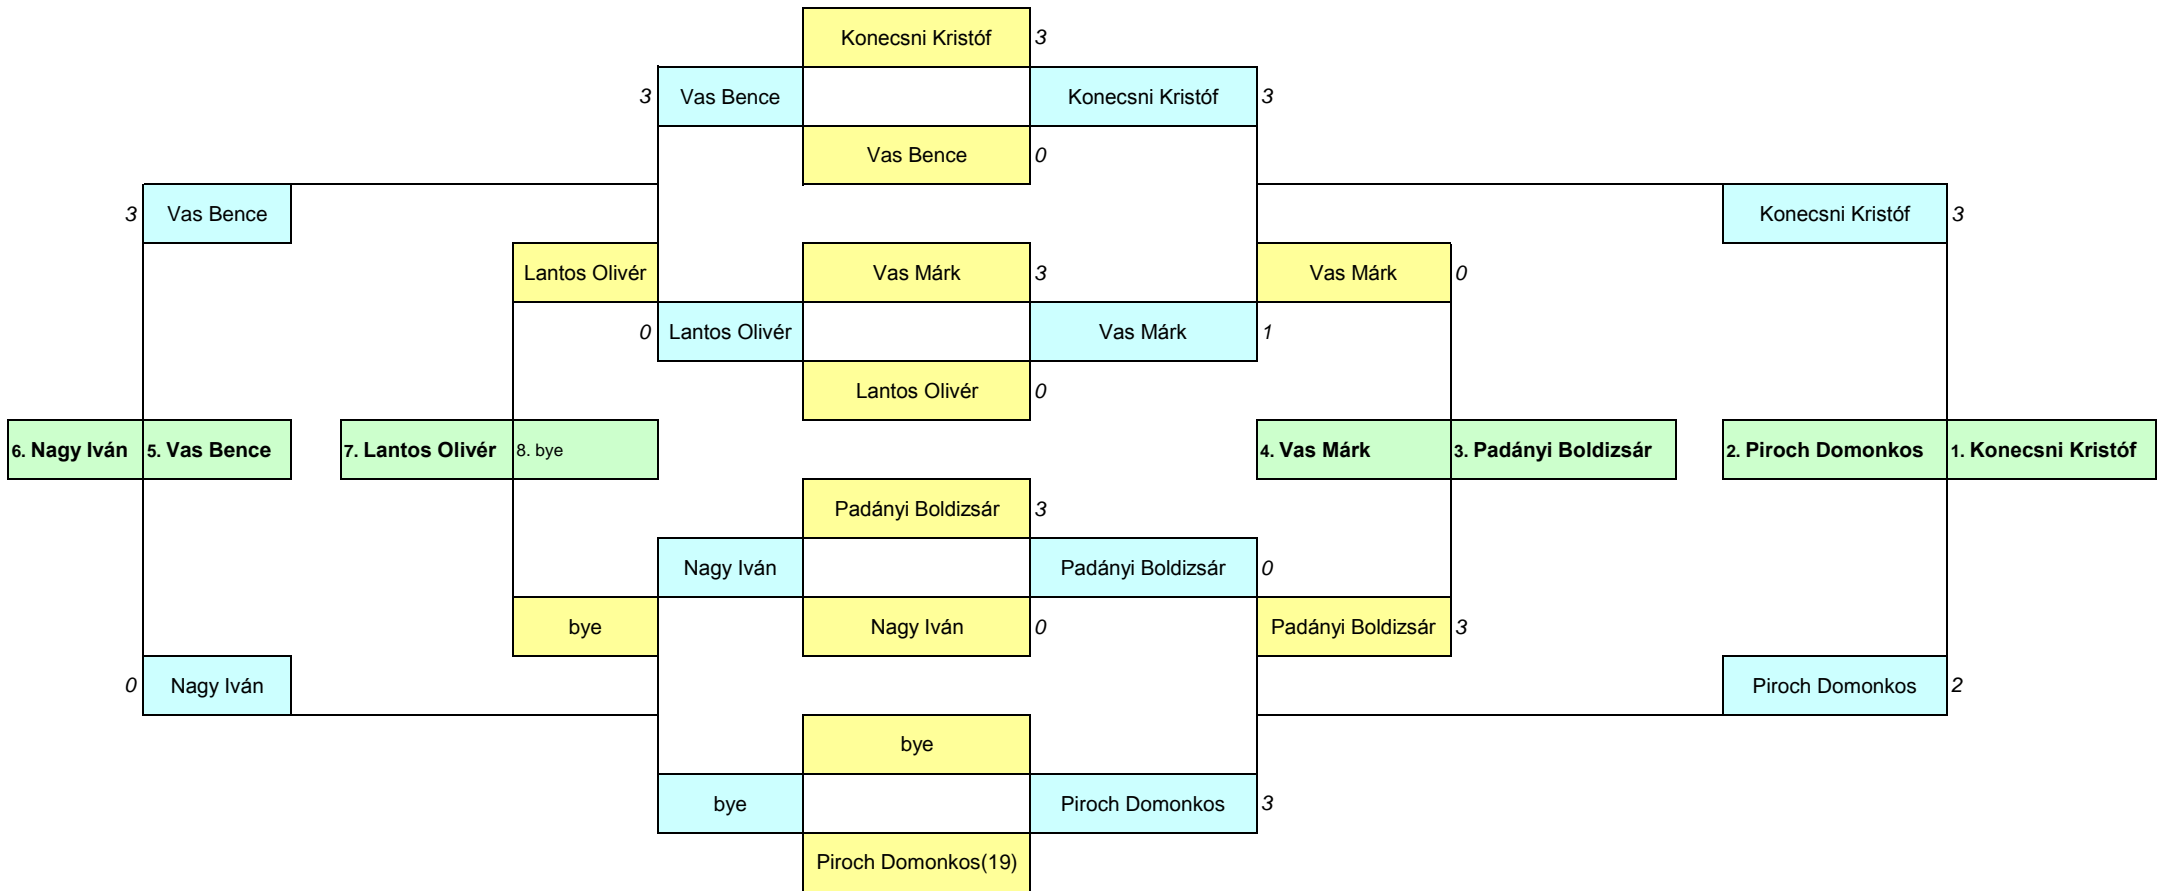 Konecsni Kristóf 3
3 Vas Bence Konecsni Kristóf 3
Vas Bence 0
3 Vas Bence Konecsni Kristóf 3
Lantos Olivér Vas Márk 3 Vas Márk 0
0 Lantos Olivér Vas Márk 1
Lantos Olivér 0
6. Nagy Iván 5. Vas Bence 7. Lantos Olivér 8. bye 4. Vas Márk 3. Padányi Boldizsár 2. Piroch Domonkos 1. Konecsni Kristóf
Padányi Boldizsár 3
Nagy Iván Padányi Boldizsár 0
bye Nagy Iván 0 Padányi Boldizsár 3
0 Nagy Iván Piroch Domonkos 2
bye
bye Piroch Domonkos 3
Piroch Domonkos(19)